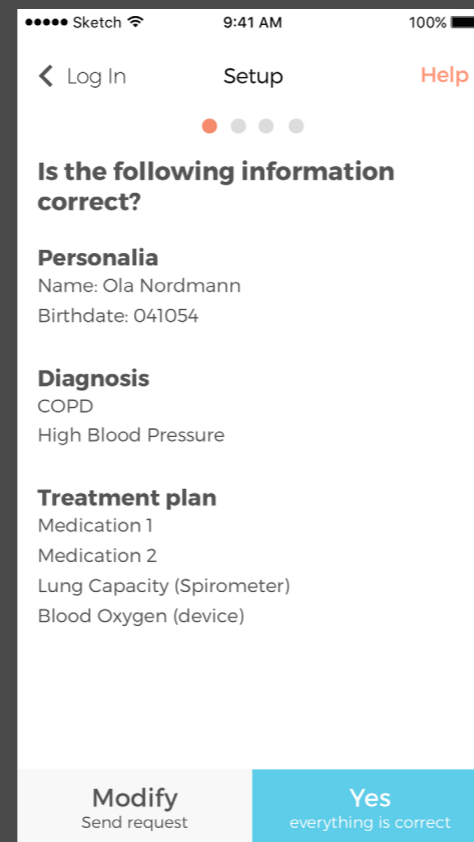 Sketch 9:41 AM 100%
Log In Setup Help
Is the following information
correct?
Personalia
Name: Ola Nordmann
Birthdate: 041054
Diagnosis
COPD
High Blood Pressure
Treatment plan
Medication 1
Medication 2
Lung Capacity (Spirometer)
Blood Oxygen (device)
Modify Yes
Send request everything is correct